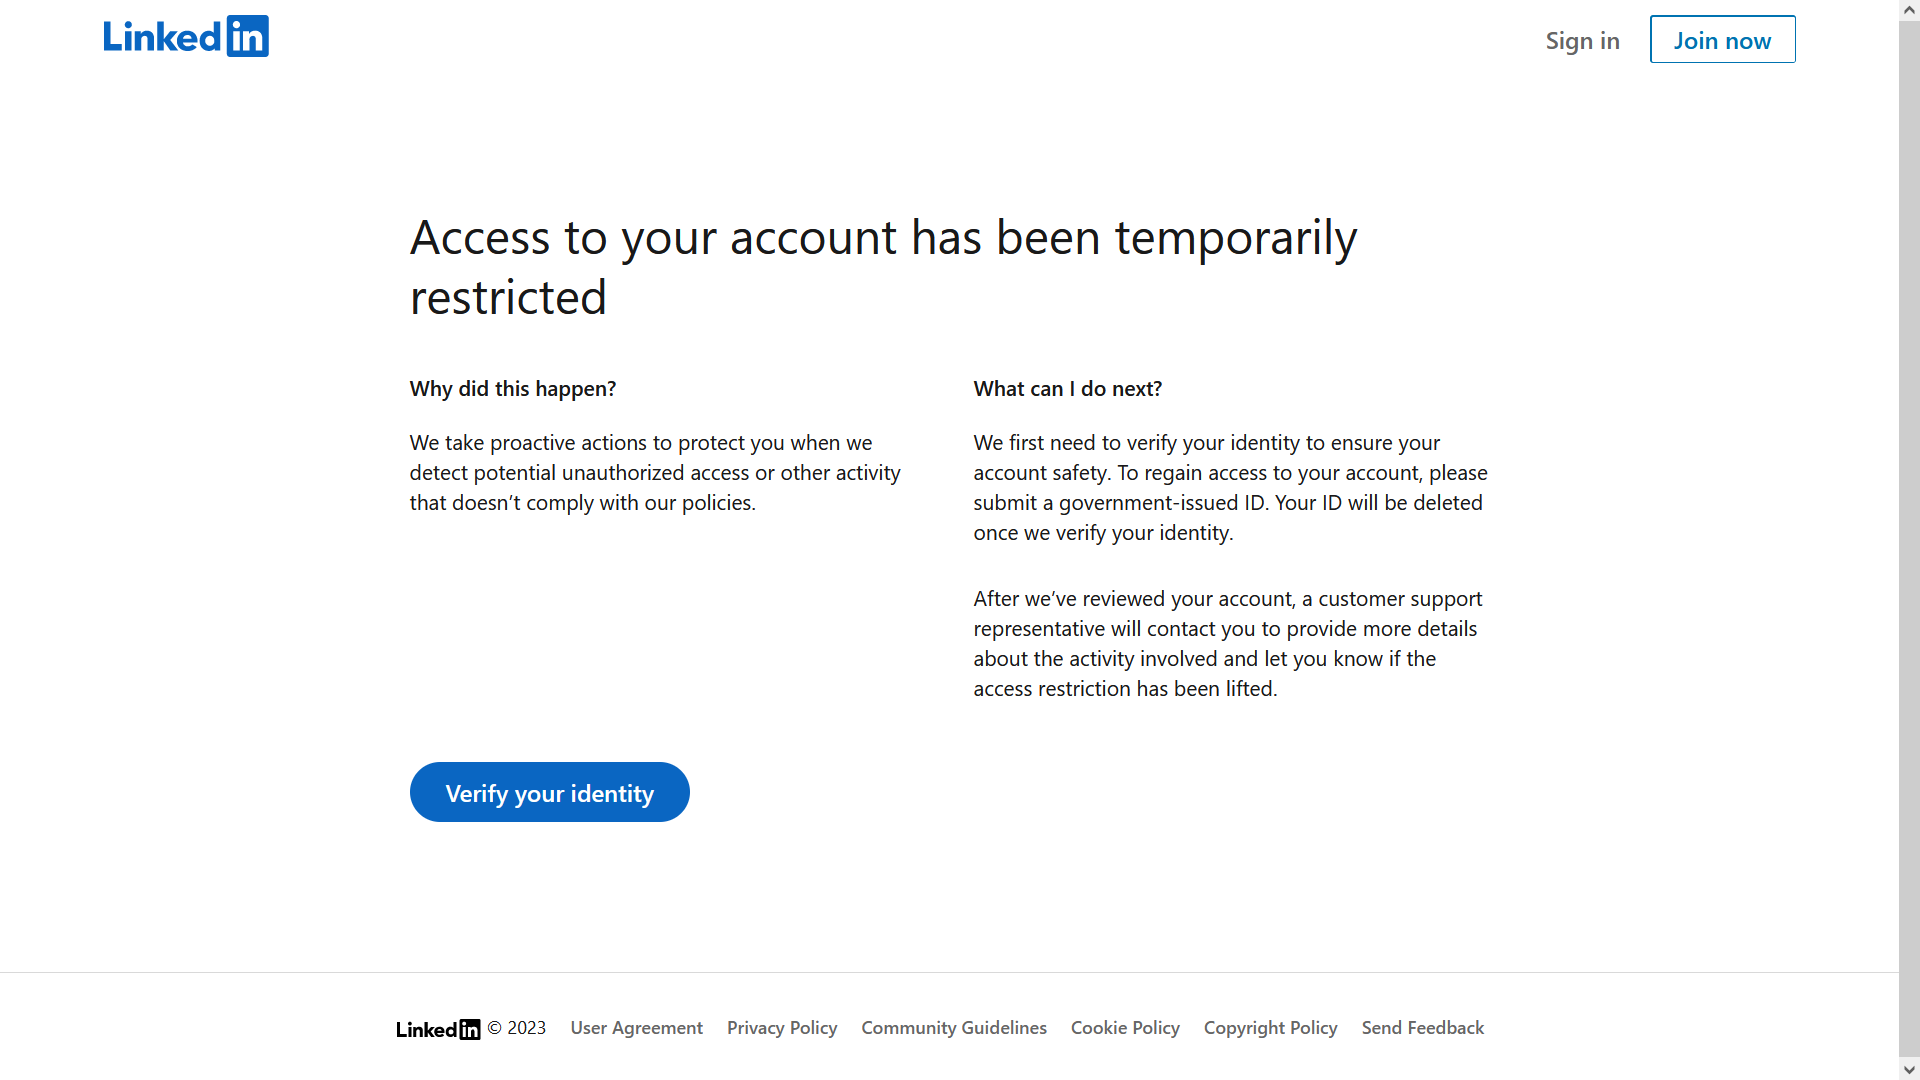 Linked in
Sign in
Join now
Access to your account has been temporarily
restricted
Why did this happen?
We take proactive actions to protect you when we
detect potential unauthorized access or other activity
that doesn’t comply with our policies.
What can I do next?
We first need to verify your identity to ensure your
account safety. To regain access to your account, please
submit a government-issued ID. Your ID will be deleted
once we verify your identity.
After we’ve reviewed your account, a customer support
representative will contact you to provide more details
about the activity involved and let you know if the
access restriction has been lifted.
Verify your identity
Linked in © 2023 User Agreement Privacy Policy Community Guidelines Cookie Policy Copyright Policy Send Feedback